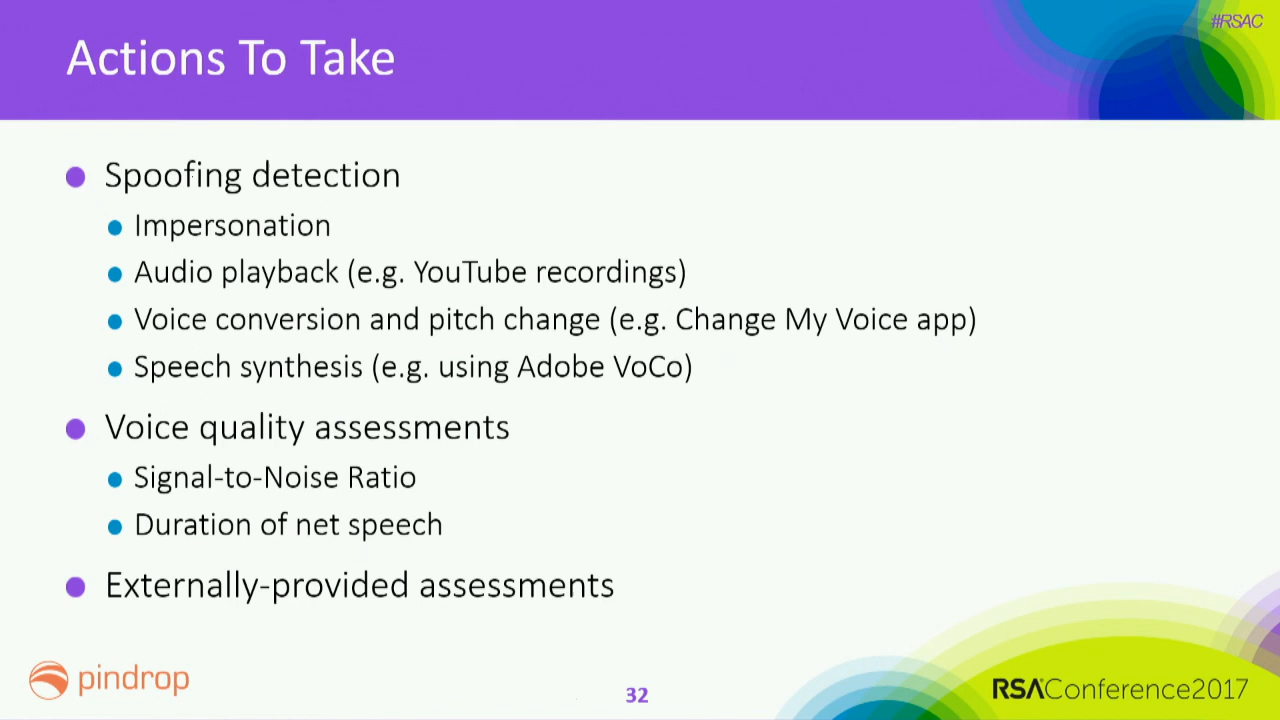 #RSAC
Actions To Take
Spoofing detection
Impersonation
Audio playback (e.g. YouTube recordings)
Voice conversion and pitch change (e.g. Change My Voice app)
Speech synthesis (e.g. using Adobe VoCo)
Voice quality assessments
Signal-to-Noise Ratio
Duration of net speech
Externally-provided assessments
pindrop
32
RSAConference2017